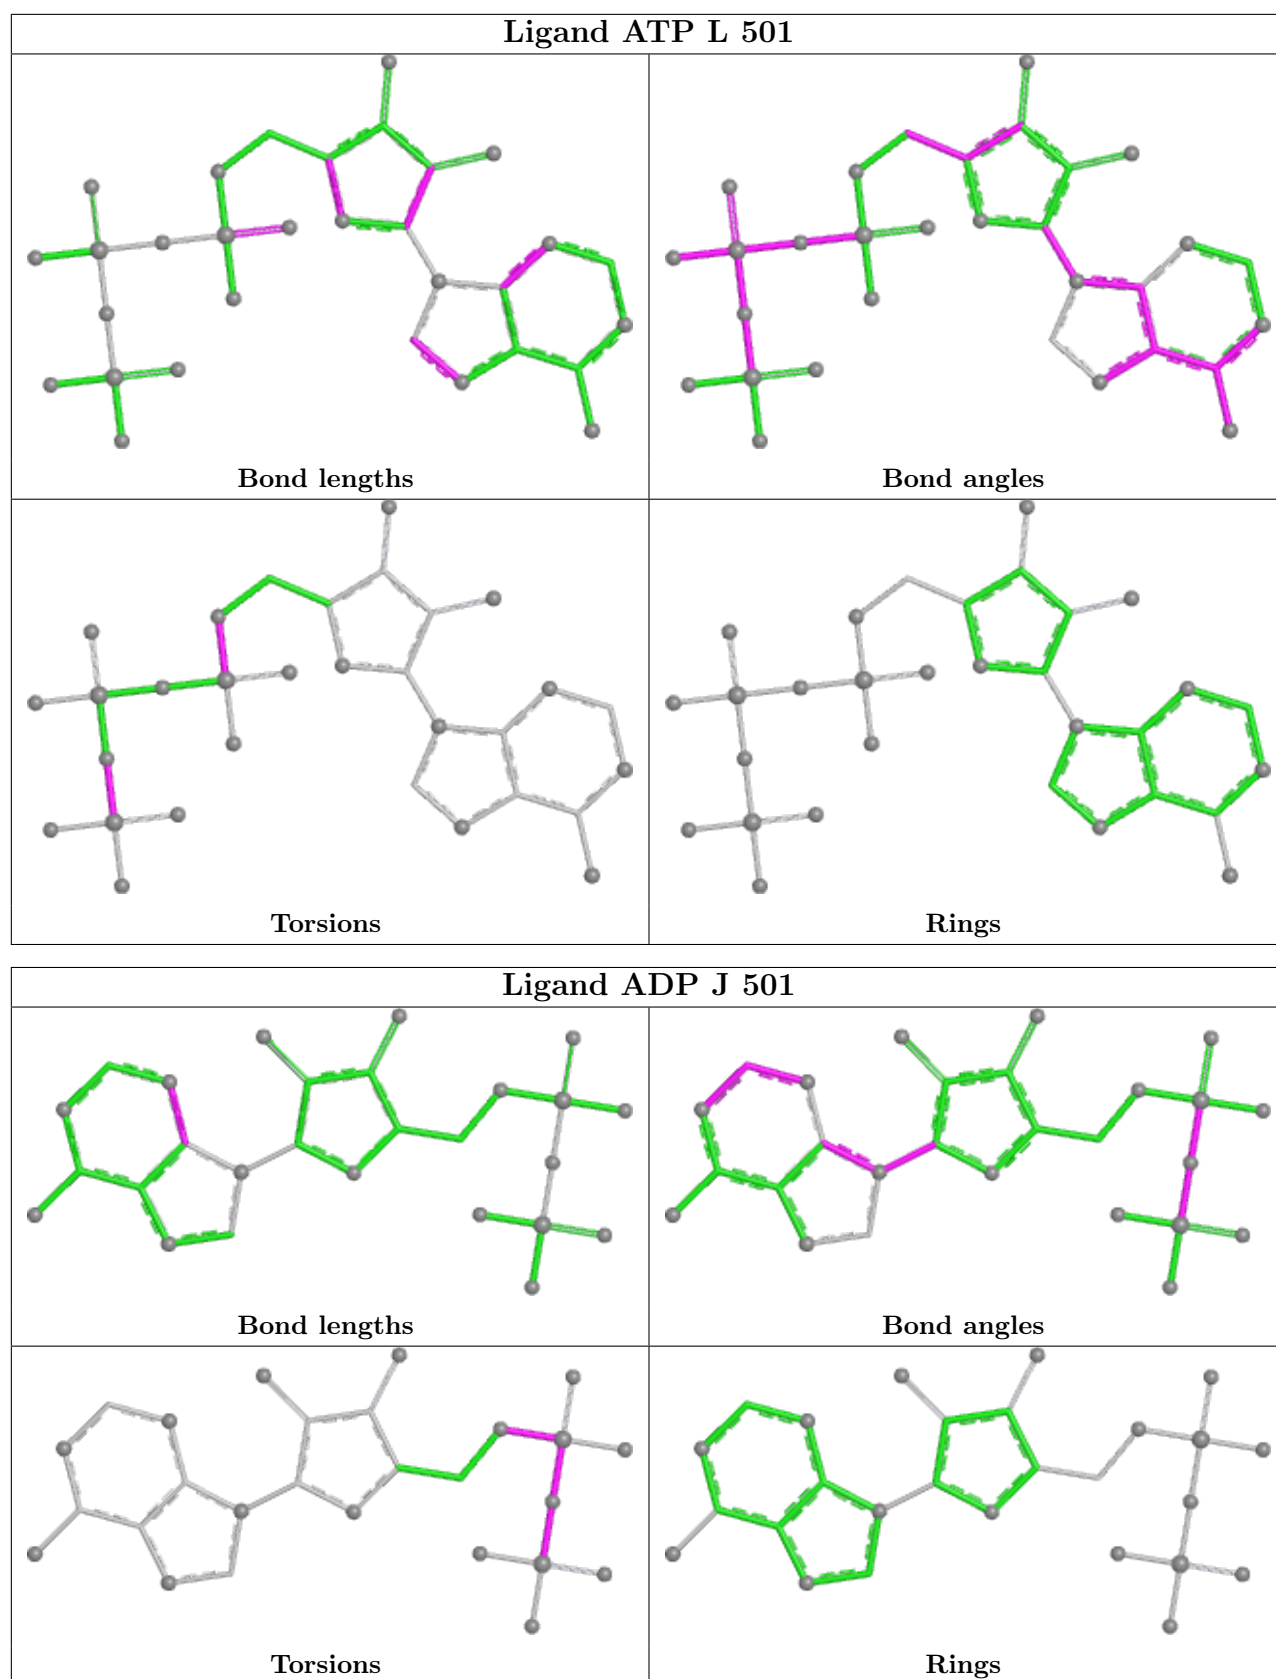 Ligand ATP L 501
Bond lengths
Bond angles
Torsions
Rings
Ligand ADP J 501
Bond lengths
Bond angles
Torsions
Rings